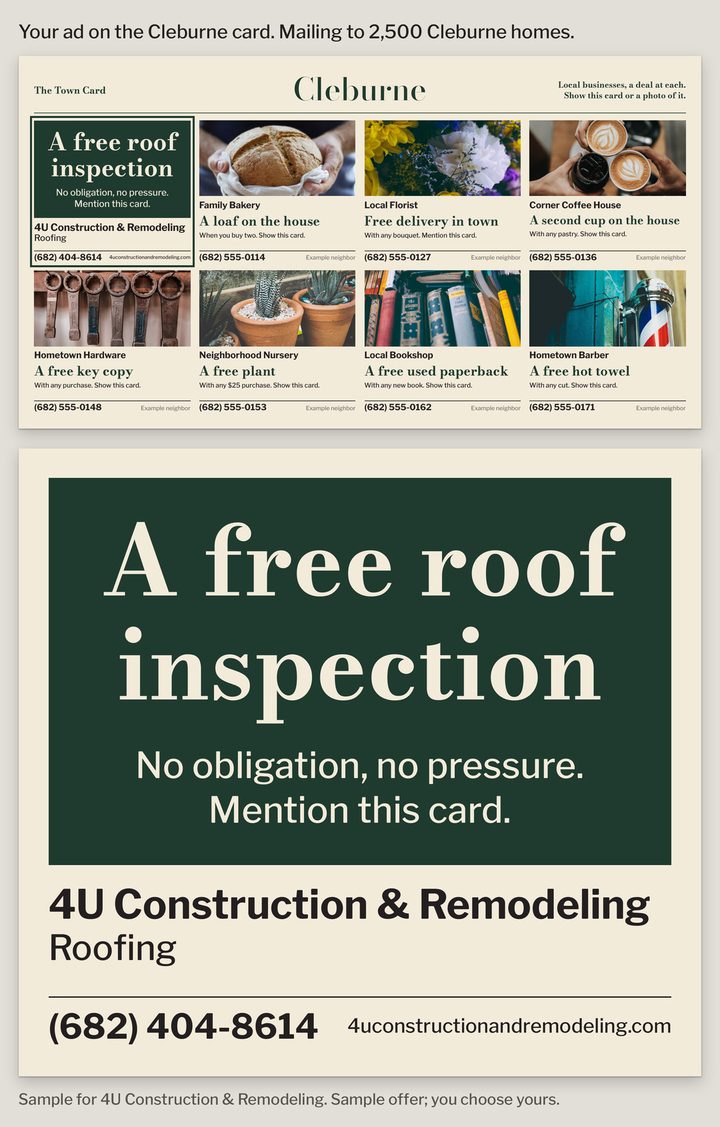 Your ad on the Cleburne card. Mailing to 2,500 Cleburne homes.
The Town Card
Cleburne
Local businesses, a deal at each.
Show this card or a photo of it.
A free roof
inspection
No obligation, no pressure.
Mention this card.
4U Construction & Remodeling
Roofing
(682) 404-8614
4uconstructionandremodeling.com
Family Bakery
A loaf on the house
When you buy two. Show this card.
(682) 555-0114
Example neighbor
Local Florist
Free delivery in town
With any bouquet. Mention this card.
(682) 555-0127
Example neighbor
Corner Coffee House
A second cup on the house
With any pastry. Show this card.
(682) 555-0136
Example neighbor
Hometown Hardware
A free key copy
With any purchase. Show this card.
(682) 555-0148
Example neighbor
Neighborhood Nursery
A free plant
With any $25 purchase. Show this card.
(682) 555-0153
Example neighbor
Local Bookshop
A free used paperback
With any new book. Show this card.
(682) 555-0162
Example neighbor
Hometown Barber
A free hot towel
With any cut. Show this card.
(682) 555-0171
Example neighbor
A free roof
inspection
No obligation, no pressure.
Mention this card.
4U Construction & Remodeling
Roofing
(682) 404-8614
4uconstructionandremodeling.com
Sample for 4U Construction & Remodeling. Sample offer; you choose yours.